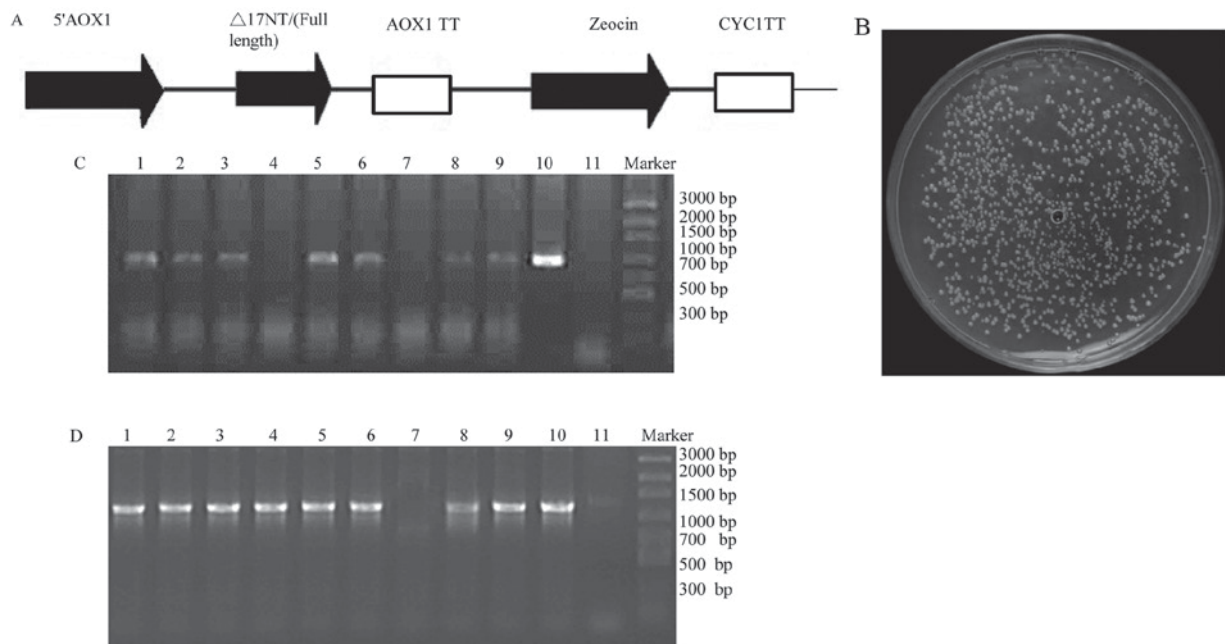 A
5'AOX1
△17NT/(Full
length)
AOX1 TT
Zeocin
CYC1TT
B
C
1 2 3 4 5 6 7 8 9 10 11 Marker
3000 bp
2000 bp
1500 bp
1000 bp
700 bp
500 bp
300 bp
D
1 2 3 4 5 6 7 8 9 10 11 Marker
3000 bp
2000 bp
1500 bp
1000 bp
700 bp
500 bp
300 bp